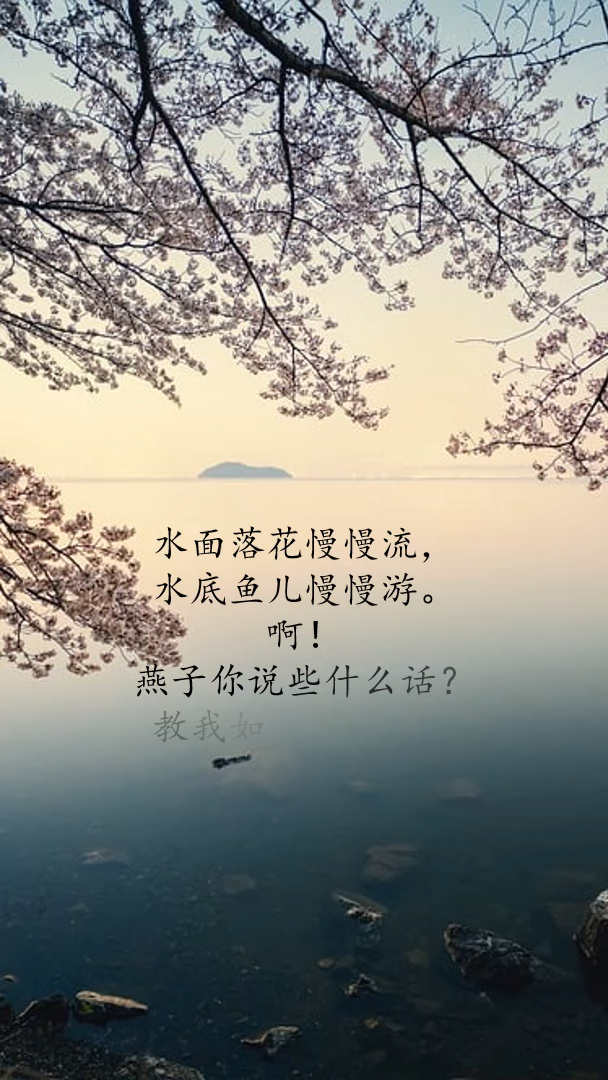 水面落花慢慢流，
水底鱼儿慢慢游。
啊！
燕子你说些什么话？
教我如